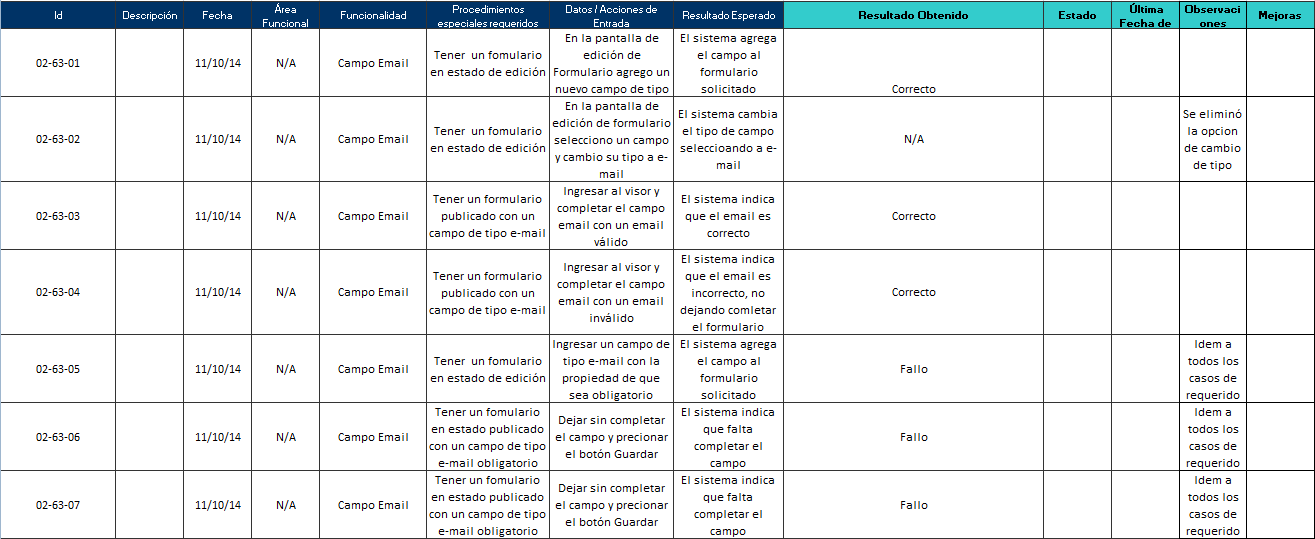 Id
Descripción
Fecha
Área
Funcional
Funcionalidad
Procedimientos
especiales requeridos
Datos / Acciones de
Entrada
Resultado Esperado
Resultado Obtenido
Estado
Última
Fecha de
Observaci
ones
Mejoras
02-63-01
11/10/14
N/A
Campo Email
Tener un fomulario
en estado de edición
En la pantalla de
edición de
Formulario agrego un
nuevo campo de tipo
El sistema agrega
el campo al
formulario
solicitado
Correcto
02-63-02
11/10/14
N/A
Campo Email
Tener un fomulario
en estado de edición
En la pantalla de
edición de formulario
selecciono un campo
y cambio su tipo a e-
mail
El sistema cambia
el tipo de campo
seleccioando a e-
mail
N/A
Se eliminó
la opcion
de cambio
de tipo
02-63-03
11/10/14
N/A
Campo Email
Tener un formulario
publicado con un
campo de tipo e-mail
Ingresar al visor y
completar el campo
email con un email
válido
El sistema indica
que el email es
correcto
Correcto
02-63-04
11/10/14
N/A
Campo Email
Tener un formulario
publicado con un
campo de tipo e-mail
Ingresar al visor y
completar el campo
email con un email
inválido
El sistema indica
que el email es
incorrecto, no
dejando comletar
el formulario
Correcto
02-63-05
11/10/14
N/A
Campo Email
Tener un fomulario
en estado de edición
Ingresar un campo de
tipo e-mail con la
propiedad de que
sea obligatorio
El sistema agrega
el campo al
formulario
solicitado
Fallo
Idem a
todos los
casos de
requerido
02-63-06
11/10/14
N/A
Campo Email
Tener un fomulario
en estado publicado
con un campo de tipo
e-mail obligatorio
Dejar sin completar
el campo y precionar
el botón Guardar
El sistema indica
que falta
completar el
campo
Fallo
Idem a
todos los
casos de
requerido
02-63-07
11/10/14
N/A
Campo Email
Tener un fomulario
en estado publicado
con un campo de tipo
e-mail obligatorio
Dejar sin completar
el campo y precionar
el botón Guardar
El sistema indica
que falta
completar el
campo
Fallo
Idem a
todos los
casos de
requerido